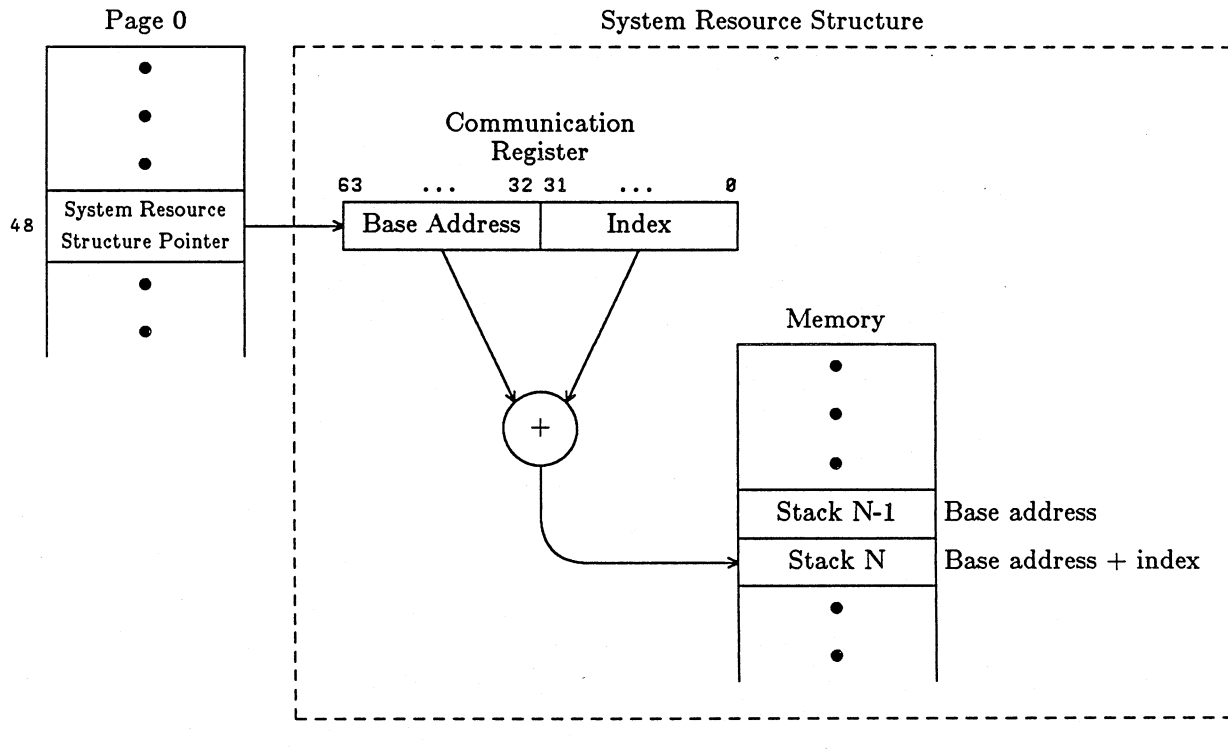 Page 0
System Resource Structure
Communication
Register
63 ... 32 31 ... 0
48
System Resource
Structure Pointer
Base Address
Index
Memory
+
Stack N-1
Base address
Stack N
Base address + index